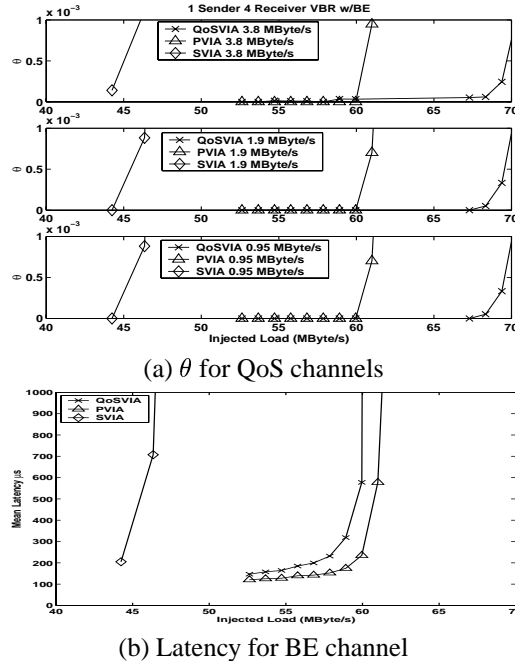 1 Sender 4 Receiver VBR w/BE
x 10⁻³
1
0.5
0
θ
QoSVIA 3.8 MByte/s
PVIA 3.8 MByte/s
SVIA 3.8 MByte/s
40 45 50 55 60 65 70
x 10⁻³
1
0.5
0
θ
QoSVIA 1.9 MByte/s
PVIA 1.9 MByte/s
SVIA 1.9 MByte/s
40 45 50 55 60 65 70
x 10⁻³
1
0.5
0
θ
QoSVIA 0.95 MByte/s
PVIA 0.95 MByte/s
SVIA 0.95 MByte/s
40 45 50 55 60 65 70
Injected Load (MByte/s)
(a) θ for QoS channels
1000
900
800
700
600
500
400
300
200
100
0
Mean Latency μs
QoSVIA
PVIA
SVIA
40 45 50 55 60 65 70
Injected Load (MByte/s)
(b) Latency for BE channel